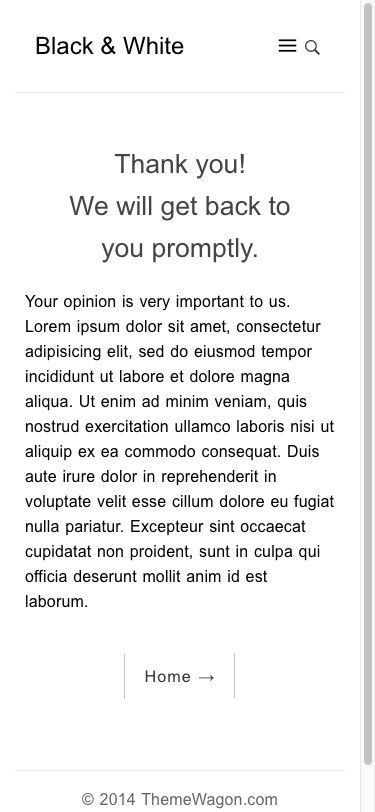 Black & White
Thank you!
We will get back to
you promptly.
Your opinion is very important to us.
Lorem ipsum dolor sit amet, consectetur
adipisicing elit, sed do eiusmod tempor
incididunt ut labore et dolore magna
aliqua. Ut enim ad minim veniam, quis
nostrud exercitation ullamco laboris nisi ut
aliquip ex ea commodo consequat. Duis
aute irure dolor in reprehenderit in
voluptate velit esse cillum dolore eu fugiat
nulla pariatur. Excepteur sint occaecat
cupidatat non proident, sunt in culpa qui
officia deserunt mollit anim id est
laborum.
Home →
© 2014 ThemeWagon.com